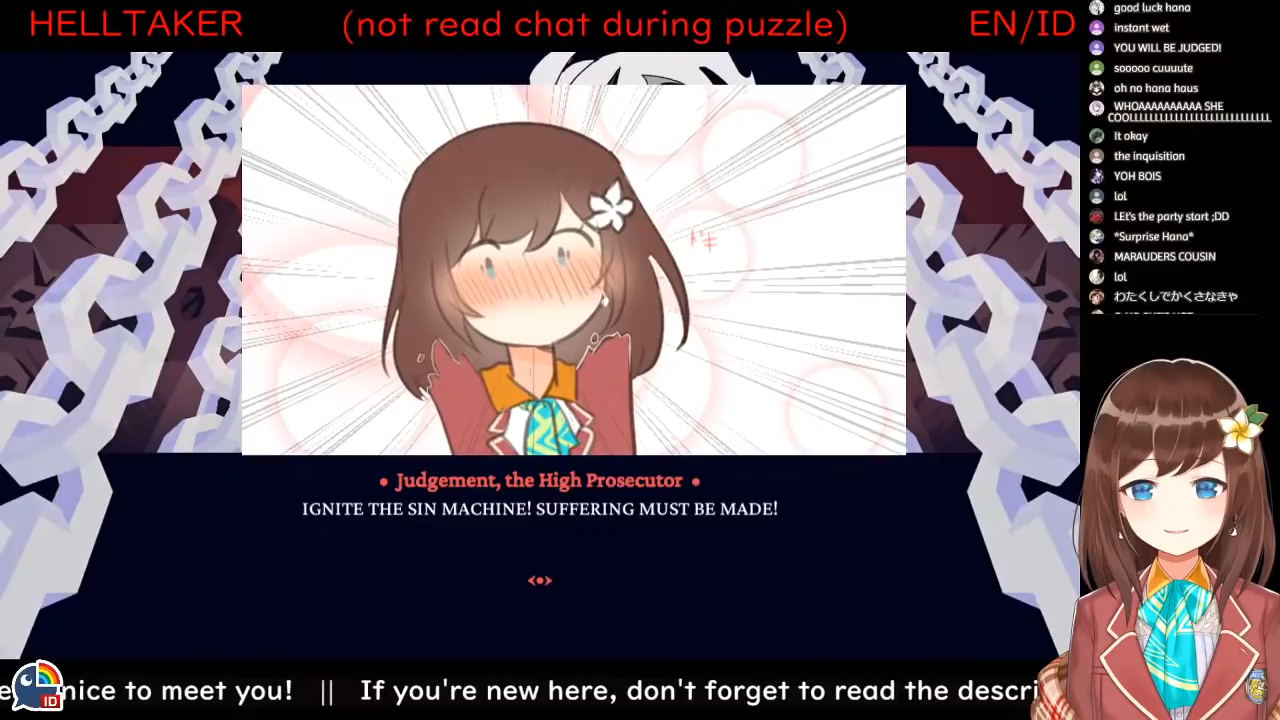 HELLTAKER
(not read chat during puzzle)
EN/ID
good luck hana
instant wet
YOU WILL BE JUDGED!
sooooo cuuuute
oh no hana haus
WHOAAAAAAAAAA SHE
COOLLLLLLLLLLLLLLLLLLLLLLLLLLL
It okay
the inquisition
YOH BOIS
lol
LEt's the party start ;DD
*Surprise Hana*
MARAUDERS COUSIN
lol
わたくしでかくさなきゃ
• Judgement, the High Prosecutor •
IGNITE THE SIN MACHINE! SUFFERING MUST BE MADE!
nice to meet you! || If you're new here, don't forget to read the descri
ID